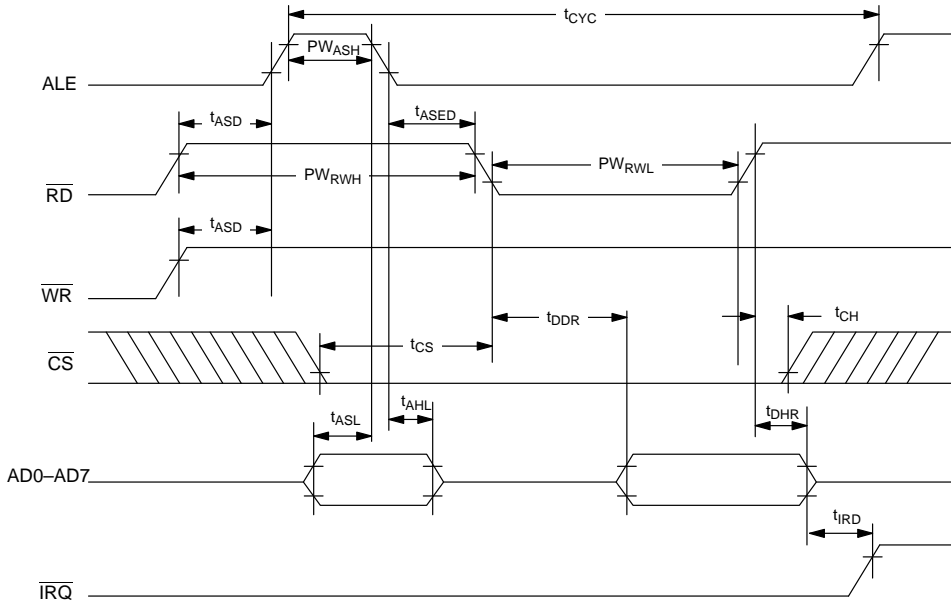 tCYC
PWASH
ALE
tASD
tASED
PWRWH
PWRWL
RD
tASD
WR
tDDR
tCH
tCS
CS
tASL
tAHL
tDHR
AD0–AD7
tIRD
IRQ